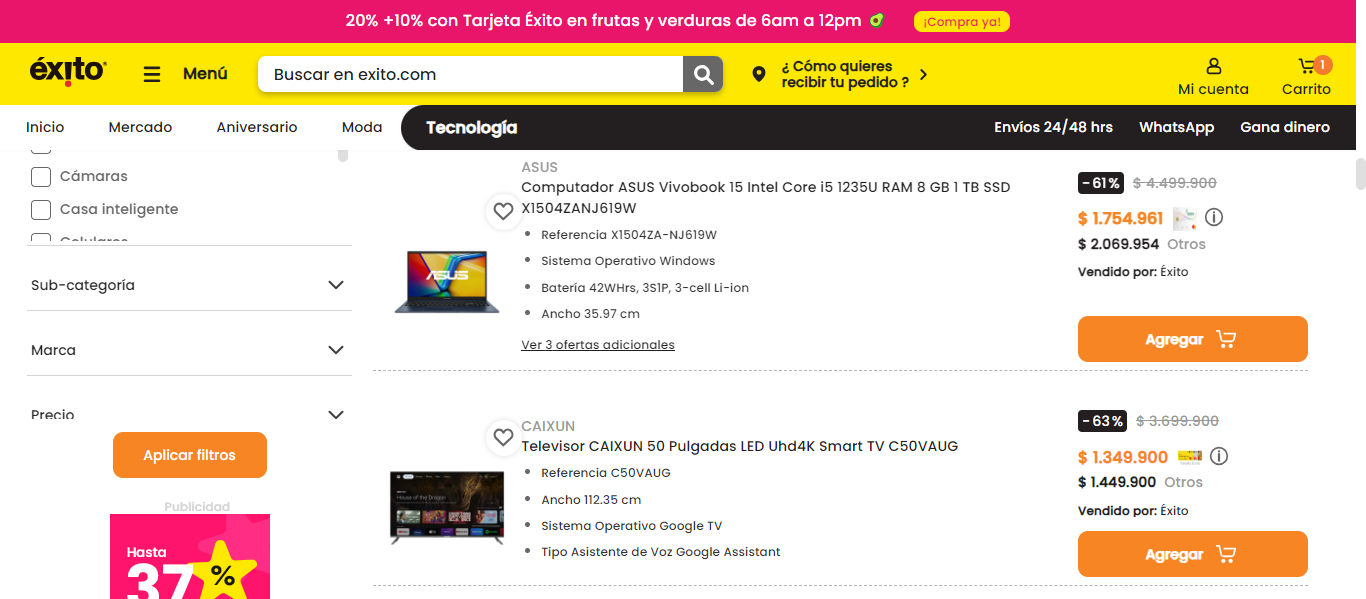 20% +10% con Tarjeta Éxito en frutas y verduras de 6am a 12pm
¡Compra ya!
éxito
Menú
Buscar en exito.com
¿ Cómo quieres
recibir tu pedido ?
Mi cuenta
1
Carrito
Inicio
Mercado
Aniversario
Moda
Tecnología
Envíos 24/48 hrs
WhatsApp
Gana dinero
Cámaras
Casa inteligente
Celulares
Sub-categoría
Marca
Precio
Aplicar filtros
Publicidad
Hasta
37
%
ASUS
Computador ASUS Vivobook 15 Intel Core i5 1235U RAM 8 GB 1 TB SSD
X1504ZANJ619W
Referencia X1504ZA-NJ619W
Sistema Operativo Windows
Batería 42WHrs, 3S1P, 3-cell Li-ion
Ancho 35.97 cm
Ver 3 ofertas adicionales
ASUS
-61%
$ 4.499.900
$ 1.754.961
$ 2.069.954 Otros
Vendido por: Éxito
Agregar
CAIXUN
Televisor CAIXUN 50 Pulgadas LED Uhd4K Smart TV C50VAUG
Referencia C50VAUG
Ancho 112.35 cm
Sistema Operativo Google TV
Tipo Asistente de Voz Google Assistant
House of the Dragon
-63%
$ 3.699.900
$ 1.349.900
$ 1.449.900 Otros
Vendido por: Éxito
Agregar